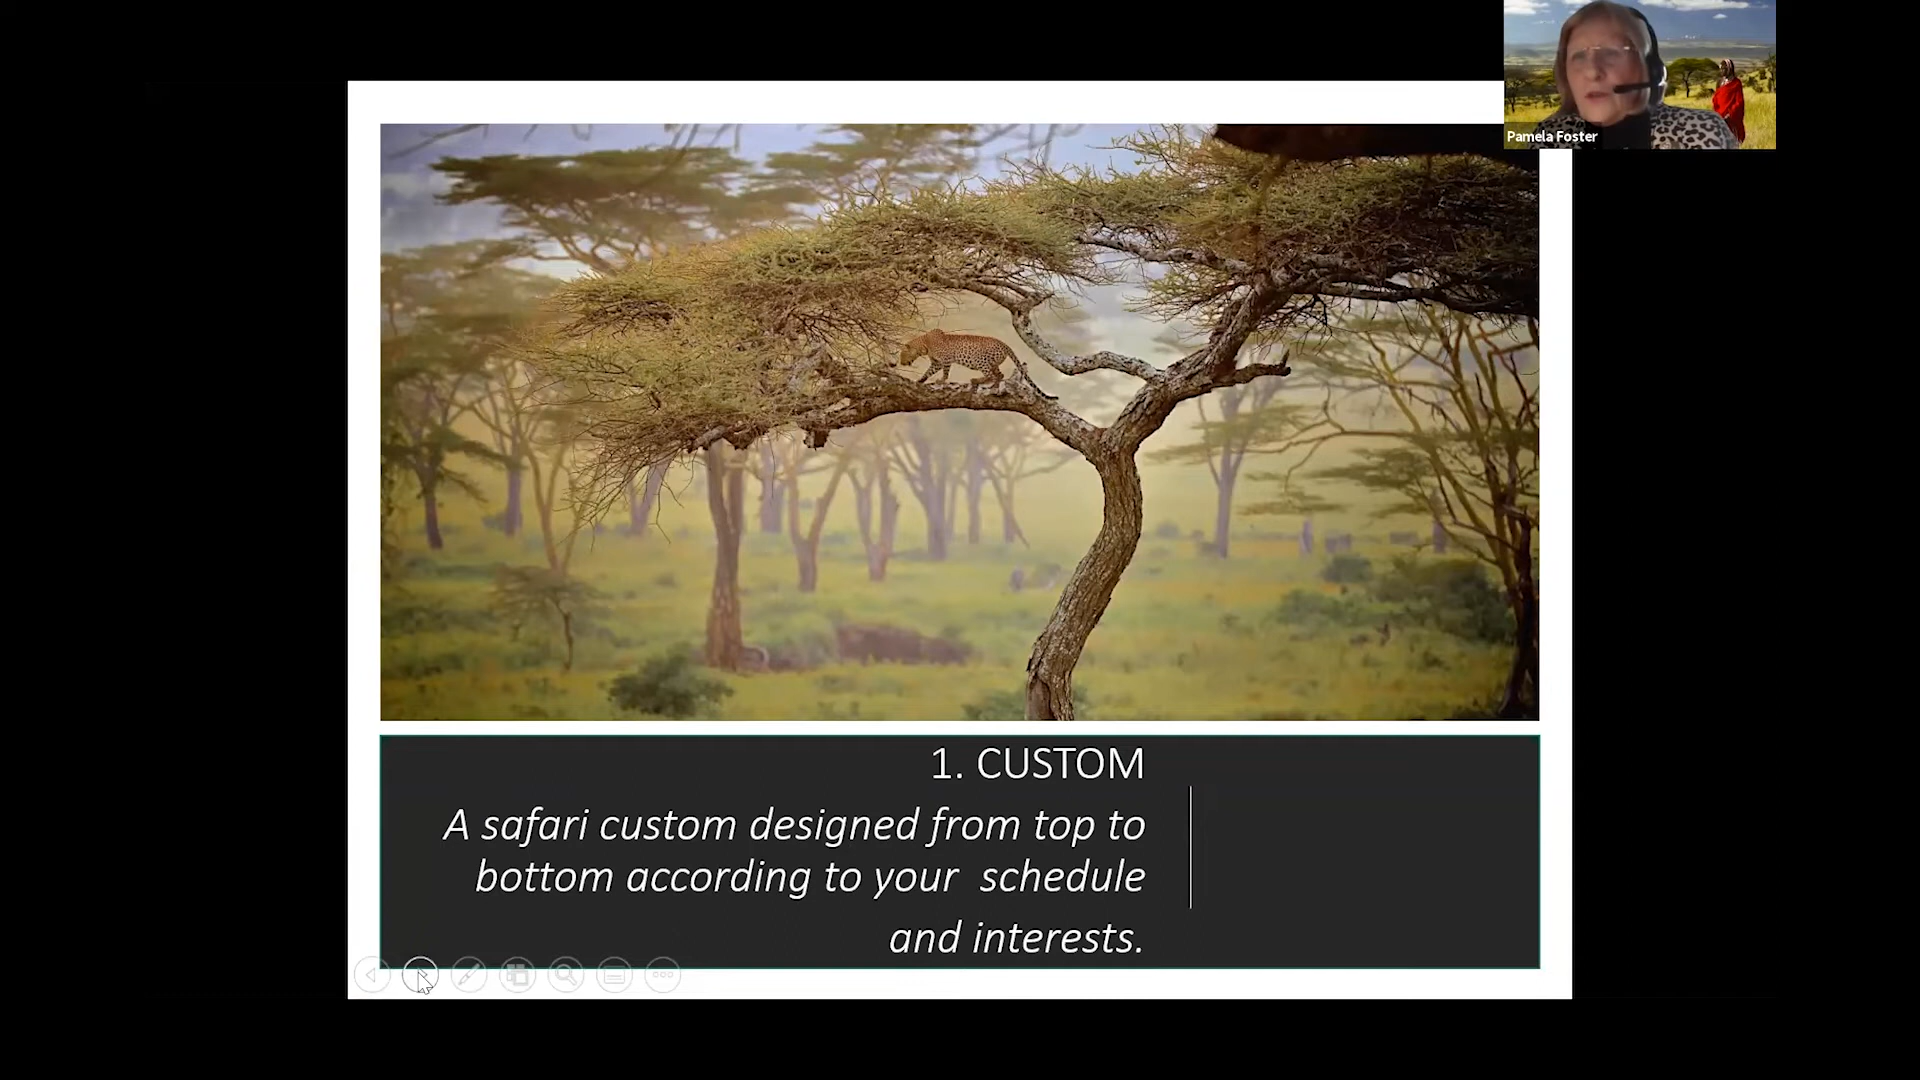 Pamela Foster
1. CUSTOM
A safari custom designed from top to
bottom according to your  schedule
and interests.